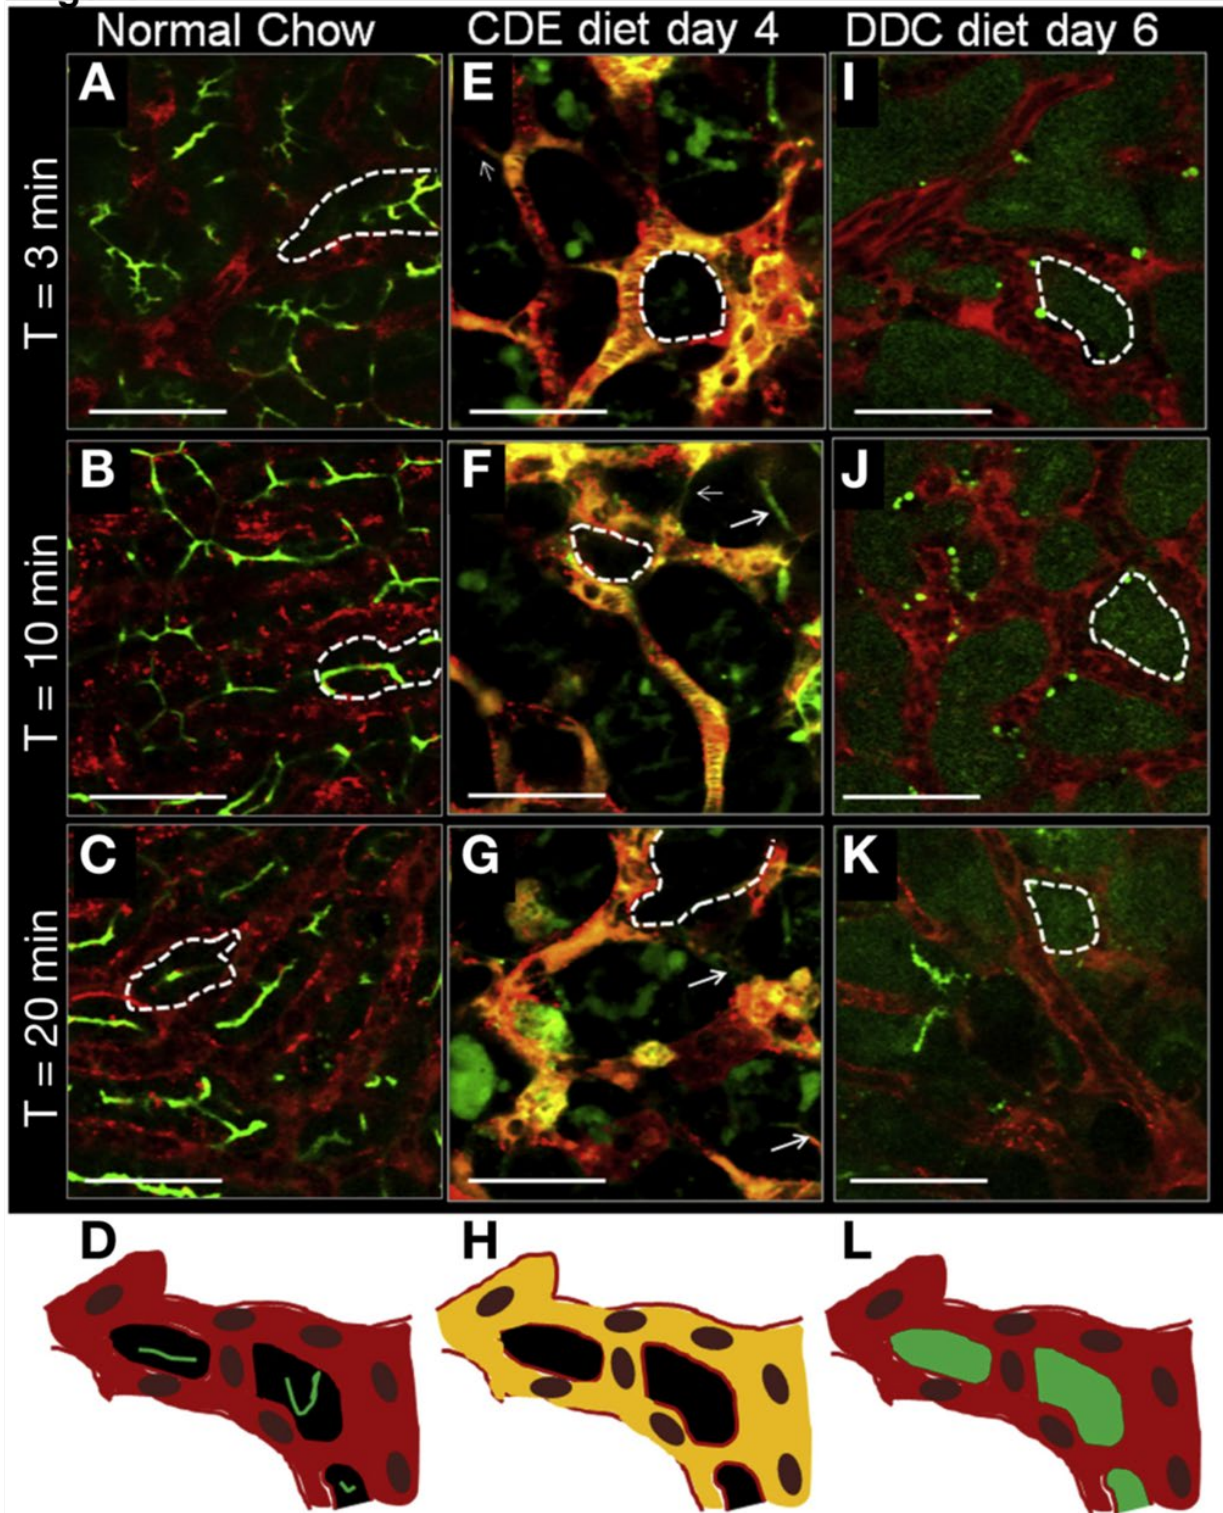 Normal Chow CDE diet day 4 DDC diet day 6
T = 3 min A E I
T = 10 min B F J
T = 20 min C G K
D H L